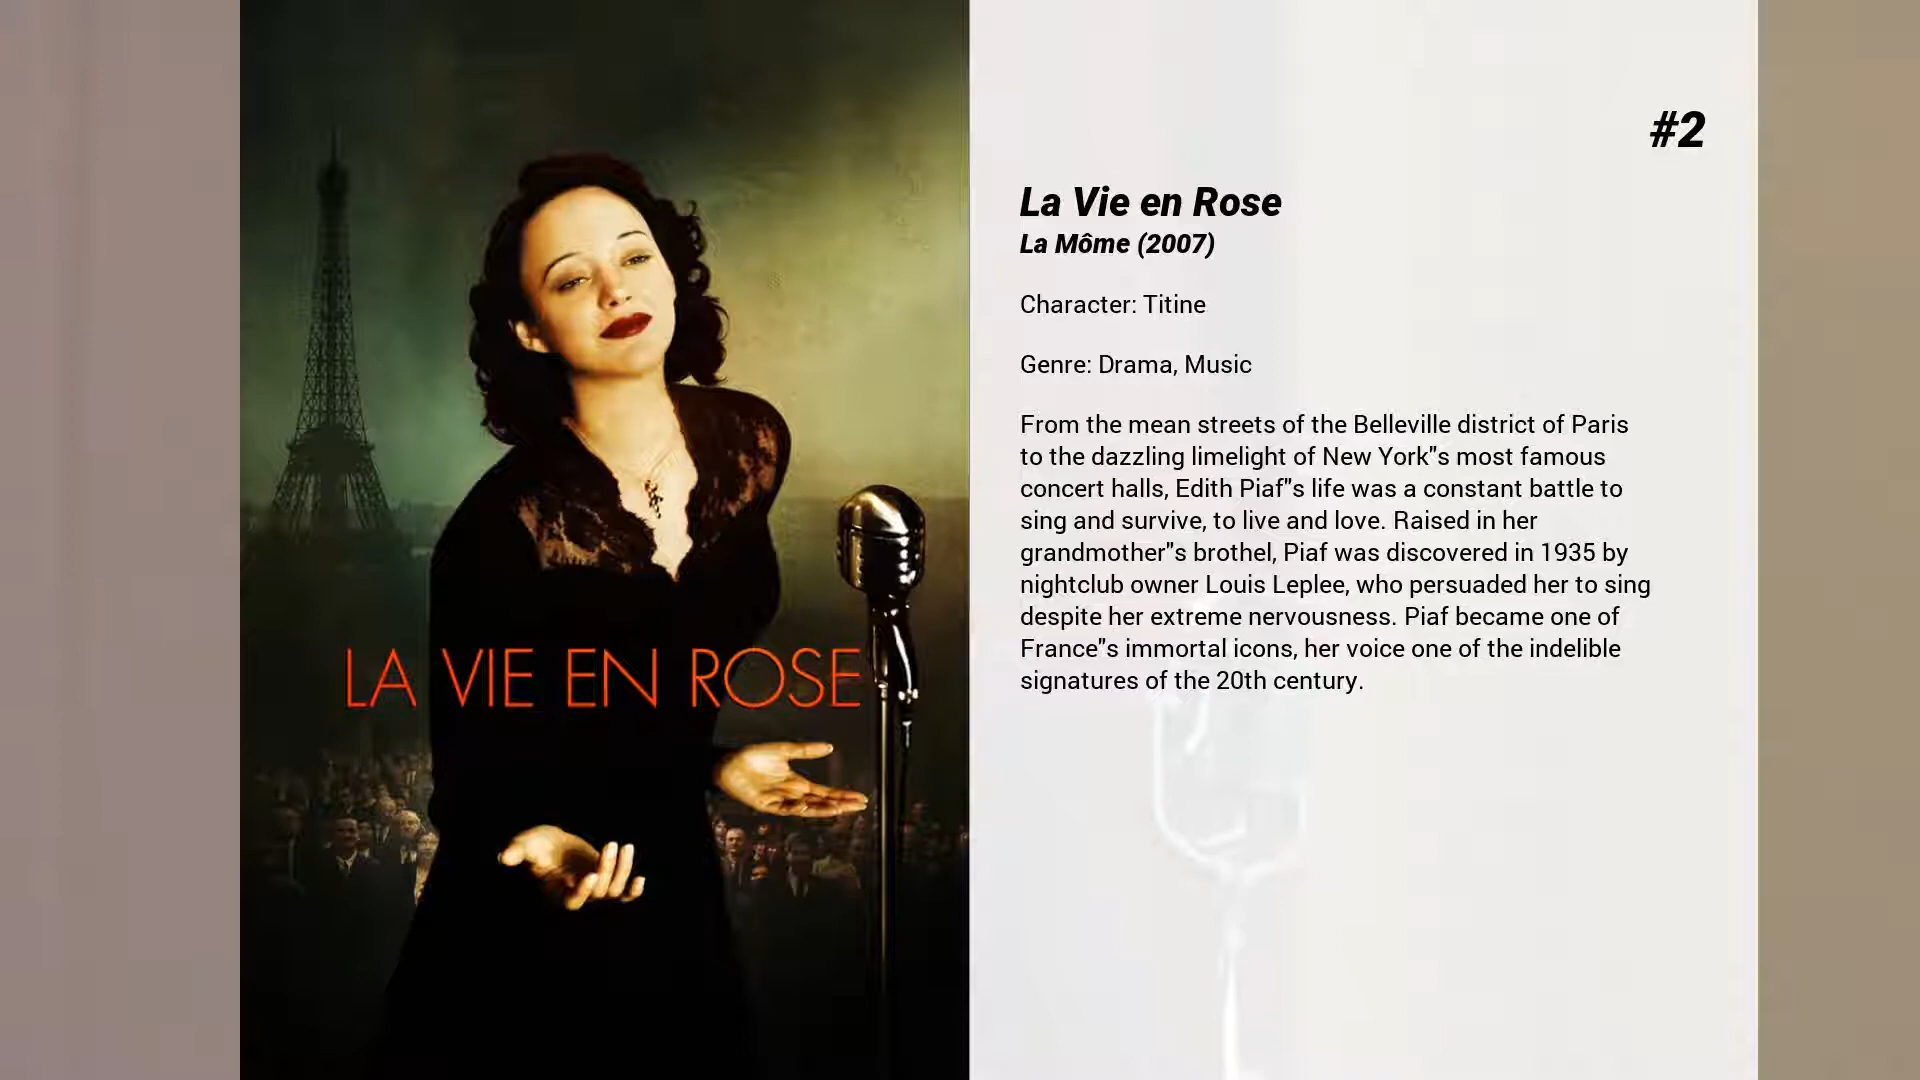 LA VIE EN ROSE
#2
La Vie en Rose
La Môme (2007)
Character: Titine
Genre: Drama, Music
From the mean streets of the Belleville district of Paris
to the dazzling limelight of New York"s most famous
concert halls, Edith Piaf"s life was a constant battle to
sing and survive, to live and love. Raised in her
grandmother"s brothel, Piaf was discovered in 1935 by
nightclub owner Louis Leplee, who persuaded her to sing
despite her extreme nervousness. Piaf became one of
France"s immortal icons, her voice one of the indelible
signatures of the 20th century.